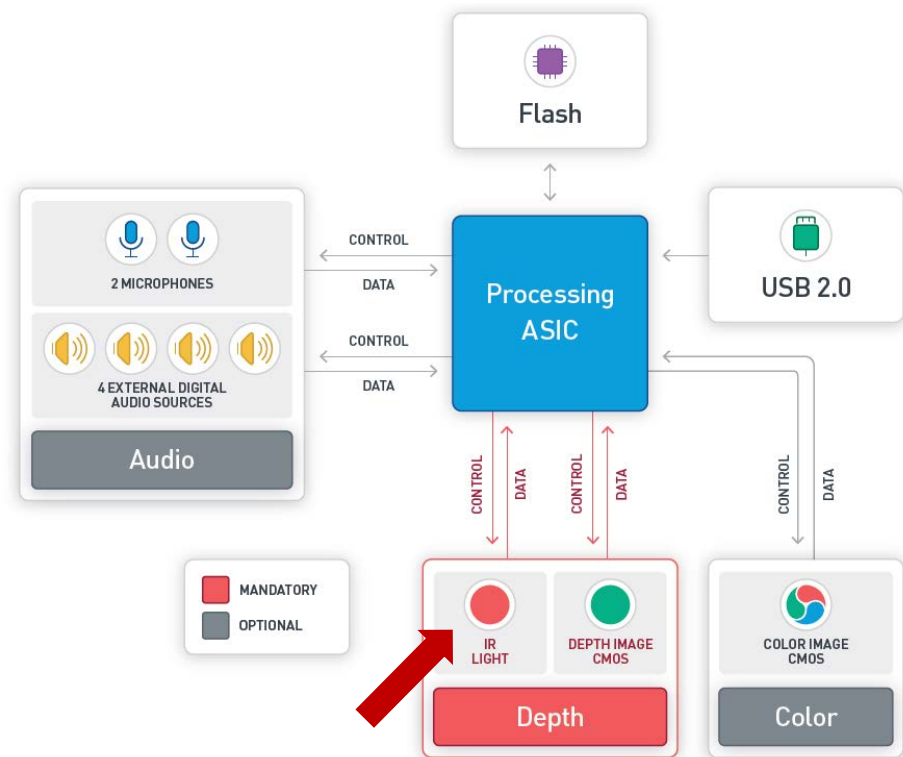 Flash
CONTROL
DATA
2 MICROPHONES
Processing
ASIC
USB 2.0
CONTROL
DATA
4 EXTERNAL DIGITAL
AUDIO SOURCES
Audio
CONTROL
DATA
CONTROL
DATA
CONTROL
DATA
MANDATORY
OPTIONAL
IR
LIGHT
DEPTH IMAGE
CMOS
Depth
COLOR IMAGE
CMOS
Color